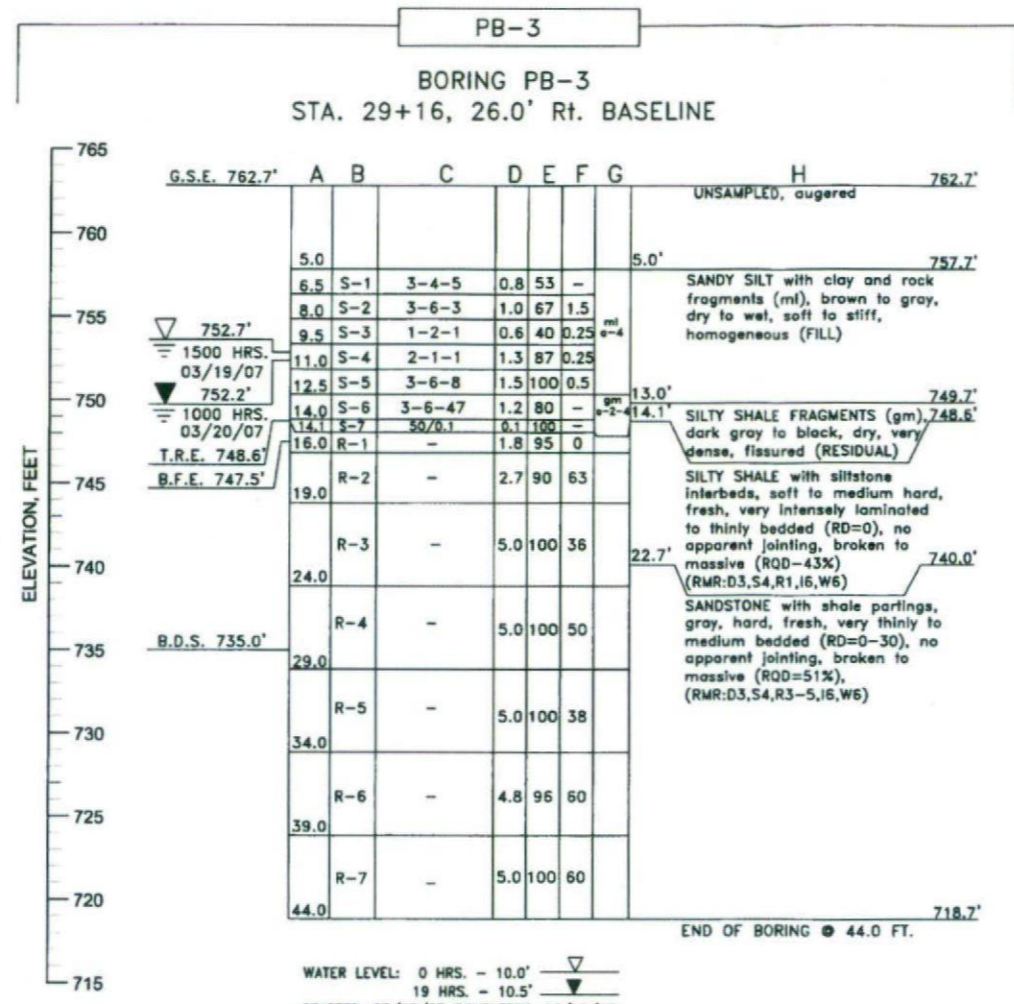 PB-3
BORING PB-3
STA. 29+16, 26.0' Rt. BASELINE
ELEVATION, FEET
765
760
755
750
745
740
735
730
725
720
715
G.S.E. 762.7'
752.7'
1500 HRS.
03/19/07
752.2'
1000 HRS.
03/20/07
T.R.E. 748.6'
B.F.E. 747.5'
B.D.S. 735.0'
A B C D E F G H
5.0
6.5 S-1 3-4-5 0.8 53 -
8.0 S-2 3-6-3 1.0 67 1.5
9.5 S-3 1-2-1 0.6 40 0.25
11.0 S-4 2-1-1 1.3 87 0.25
12.5 S-5 3-6-8 1.5 100 0.5
14.0 S-6 3-6-47 1.2 80 -
14.1 S-7 50/0.1 0.1 100 -
16.0 R-1 - 1.8 95 0
19.0 R-2 - 2.7 90 63
24.0 R-3 - 5.0 100 36
29.0 R-4 - 5.0 100 50
34.0 R-5 - 5.0 100 38
39.0 R-6 - 4.8 96 60
44.0 R-7 - 5.0 100 60
ml
a-4
gm
a-2-4
762.7'
UNSAMPLED, augered
5.0' 757.7'
SANDY SILT with clay and rock
fragments (ml), brown to gray,
dry to wet, soft to stiff,
homogeneous (FILL)
13.0' 749.7'
14.1' 748.6'
SILTY SHALE FRAGMENTS (gm),
dark gray to black, dry, very
dense, fissured (RESIDUAL)
SILTY SHALE with siltstone
interbeds, soft to medium hard,
fresh, very intensely laminated
to thinly bedded (RD=0), no
apparent jointing, broken to
massive (RQD-43%)
(RMR:D3,S4,R1,I6,W6)
22.7' 740.0'
SANDSTONE with shale partings,
gray, hard, fresh, very thinly to
medium bedded (RD=0-30), no
apparent jointing, broken to
massive (RQD=51%),
(RMR:D3,S4,R3-5,I6,W6)
718.7'
END OF BORING @ 44.0 FT.
WATER LEVEL: 0 HRS. - 10.0'
19 HRS. - 10.5'